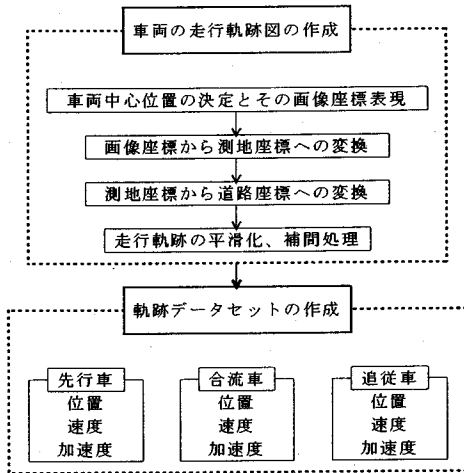 車両の走行軌跡図の作成
車両中心位置の決定とその画像座標表現
画像座標から測地座標への変換
測地座標から道路座標への変換
走行軌跡の平滑化、補間処理
軌跡データセットの作成
先行車
位置
速度
加速度
合流車
位置
速度
加速度
追従車
位置
速度
加速度